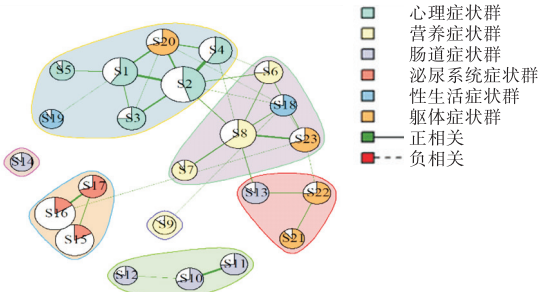 S20
S4
S5
S1
S2
S3
S19
S6
S18
S8
S23
S7
S14
S17
S16
S15
S13
S22
S9
S21
S12
S10
S11
心理症状群
营养症状群
肠道症状群
泌尿系统症状群
性生活症状群
躯体症状群
正相关
负相关